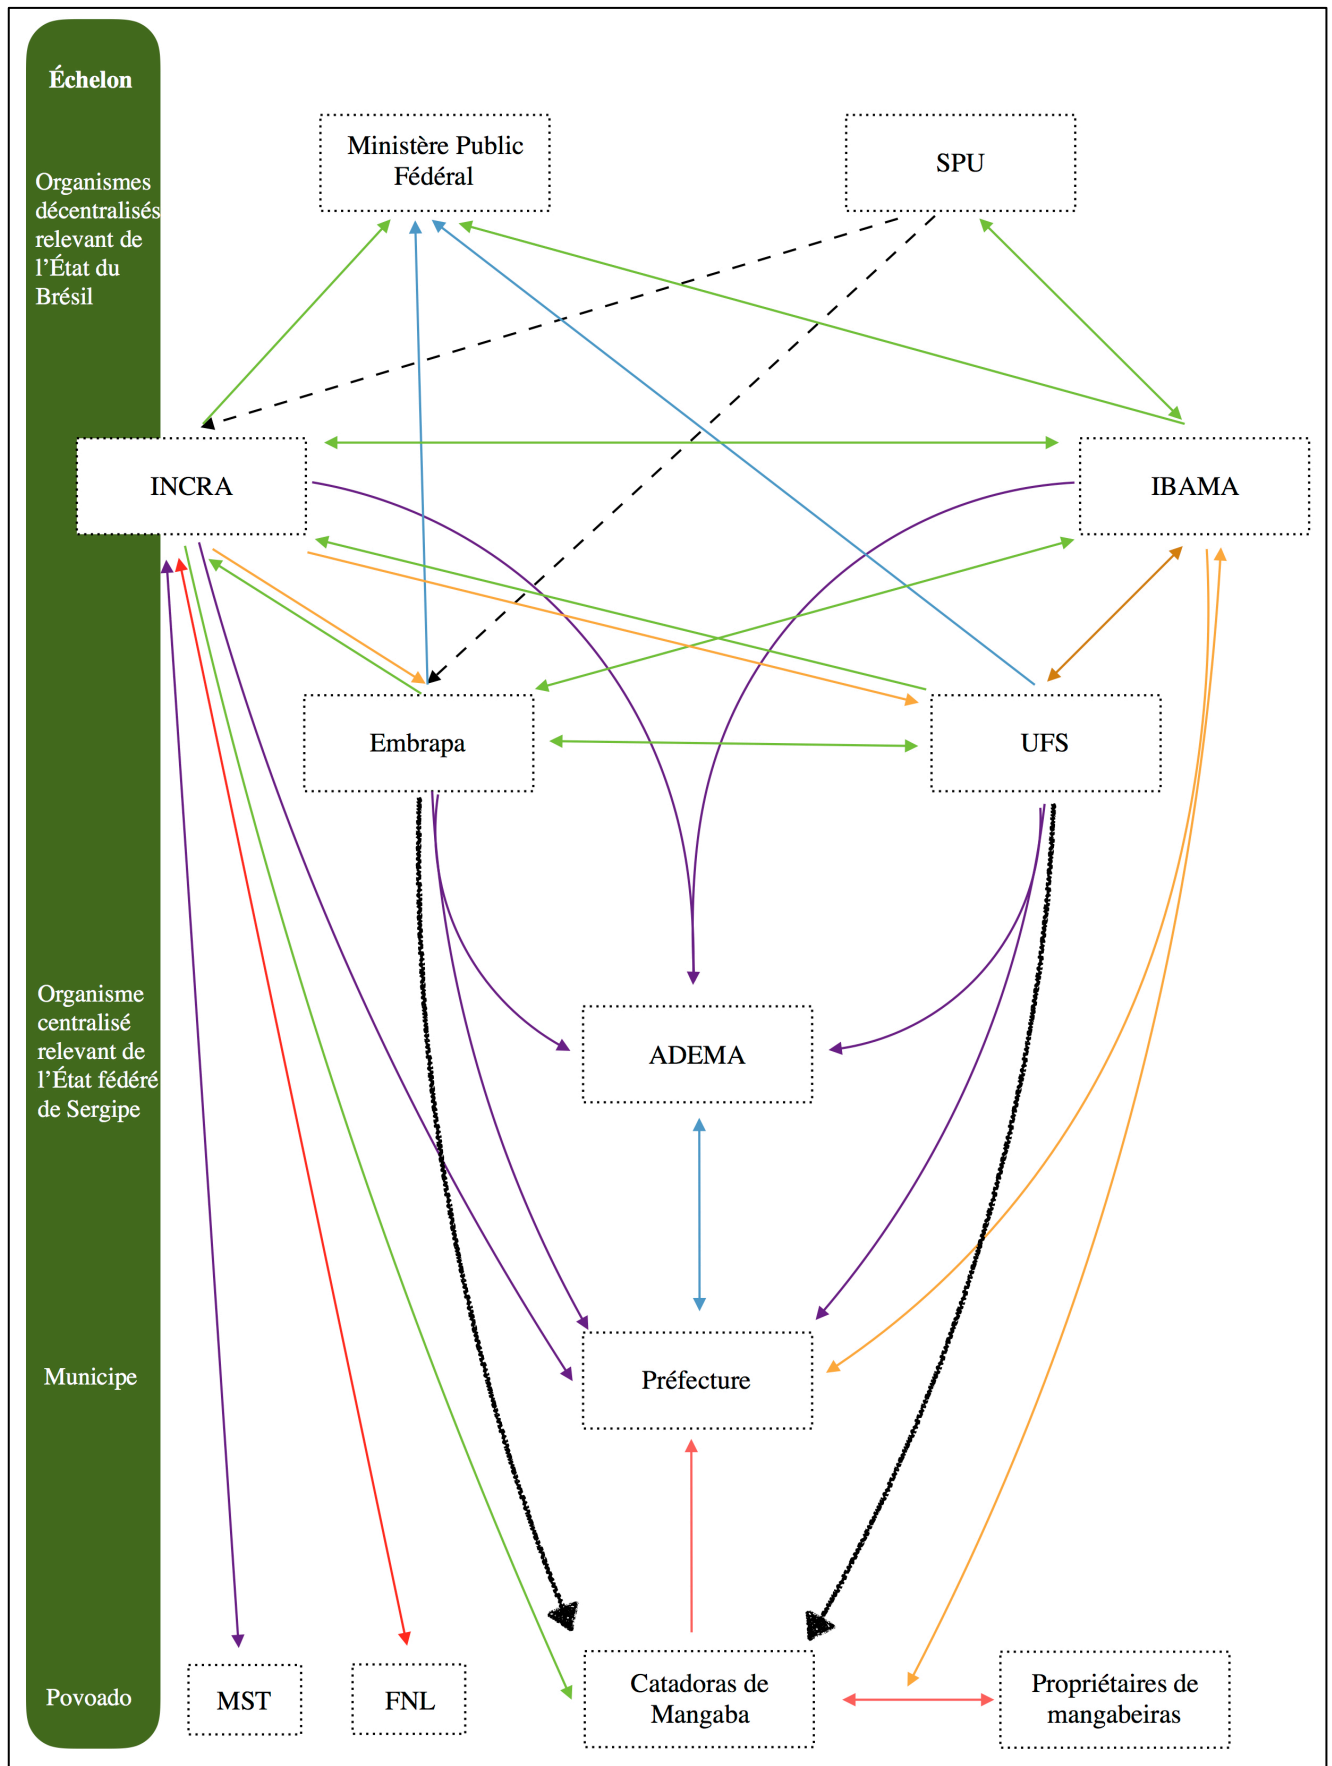 Échelon
Organismes
décentralisés
relevant de
l’État du
Brésil
Ministère Public
Fédéral
SPU
INCRA
IBAMA
Embrapa
UFS
Organisme
centralisé
relevant de
l’État fédéré
de Sergipe
ADEMA
Municipe
Préfecture
Povoado
MST
FNL
Catadoras de
Mangaba
Propriétaires de
mangabeiras